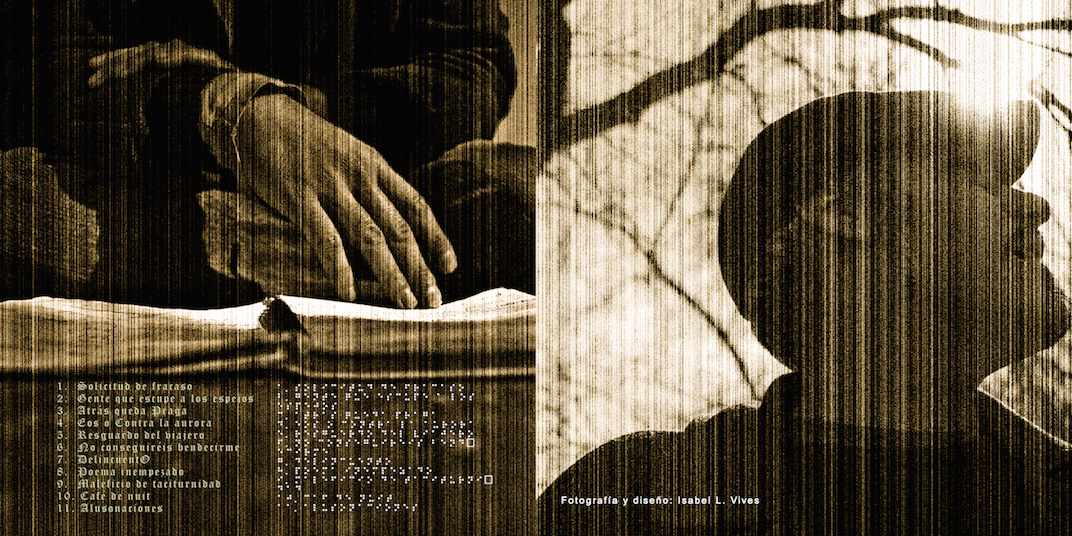 1. Solicitud de fracaso
2. Gente que escupe a los espejos
3. Atrás queda Praga
4. Eos o Contra la aurora
5. Resguardo del viajero
6. No conseguiréis bendecirme
7. DelincuentO
8. Poema inempezado
9. Maleficio de taciturnidad
10. Café de nuit
11. Alusonaciones
Fotografía y diseño: Isabel L. Vives